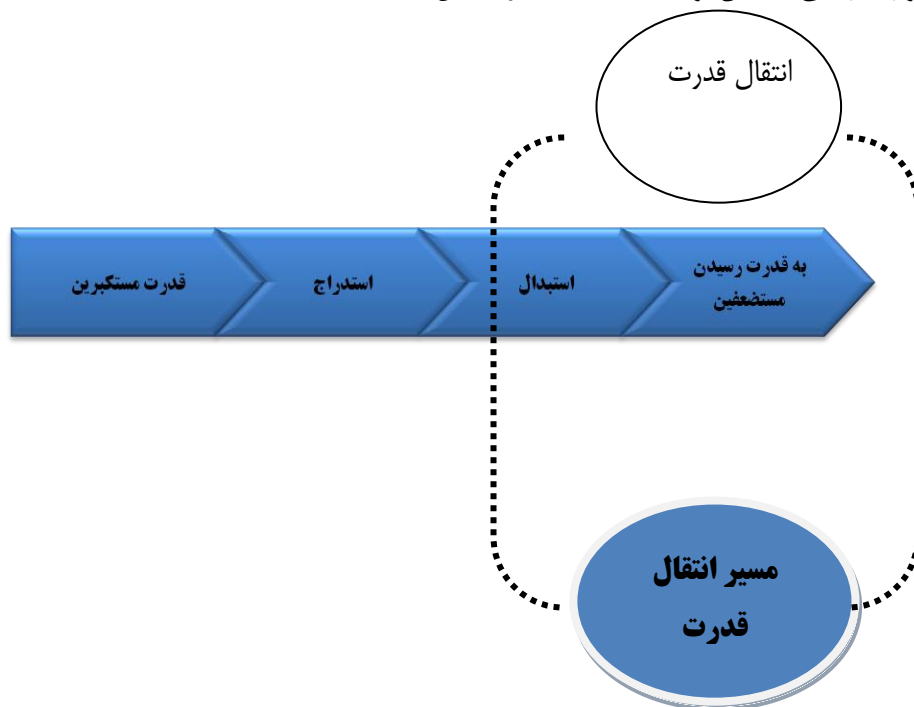 انتقال قدرت
قدرت مستکبرین
استدراج
استبدال
به قدرت رسیدن
مستضعفین
مسیر انتقال
قدرت